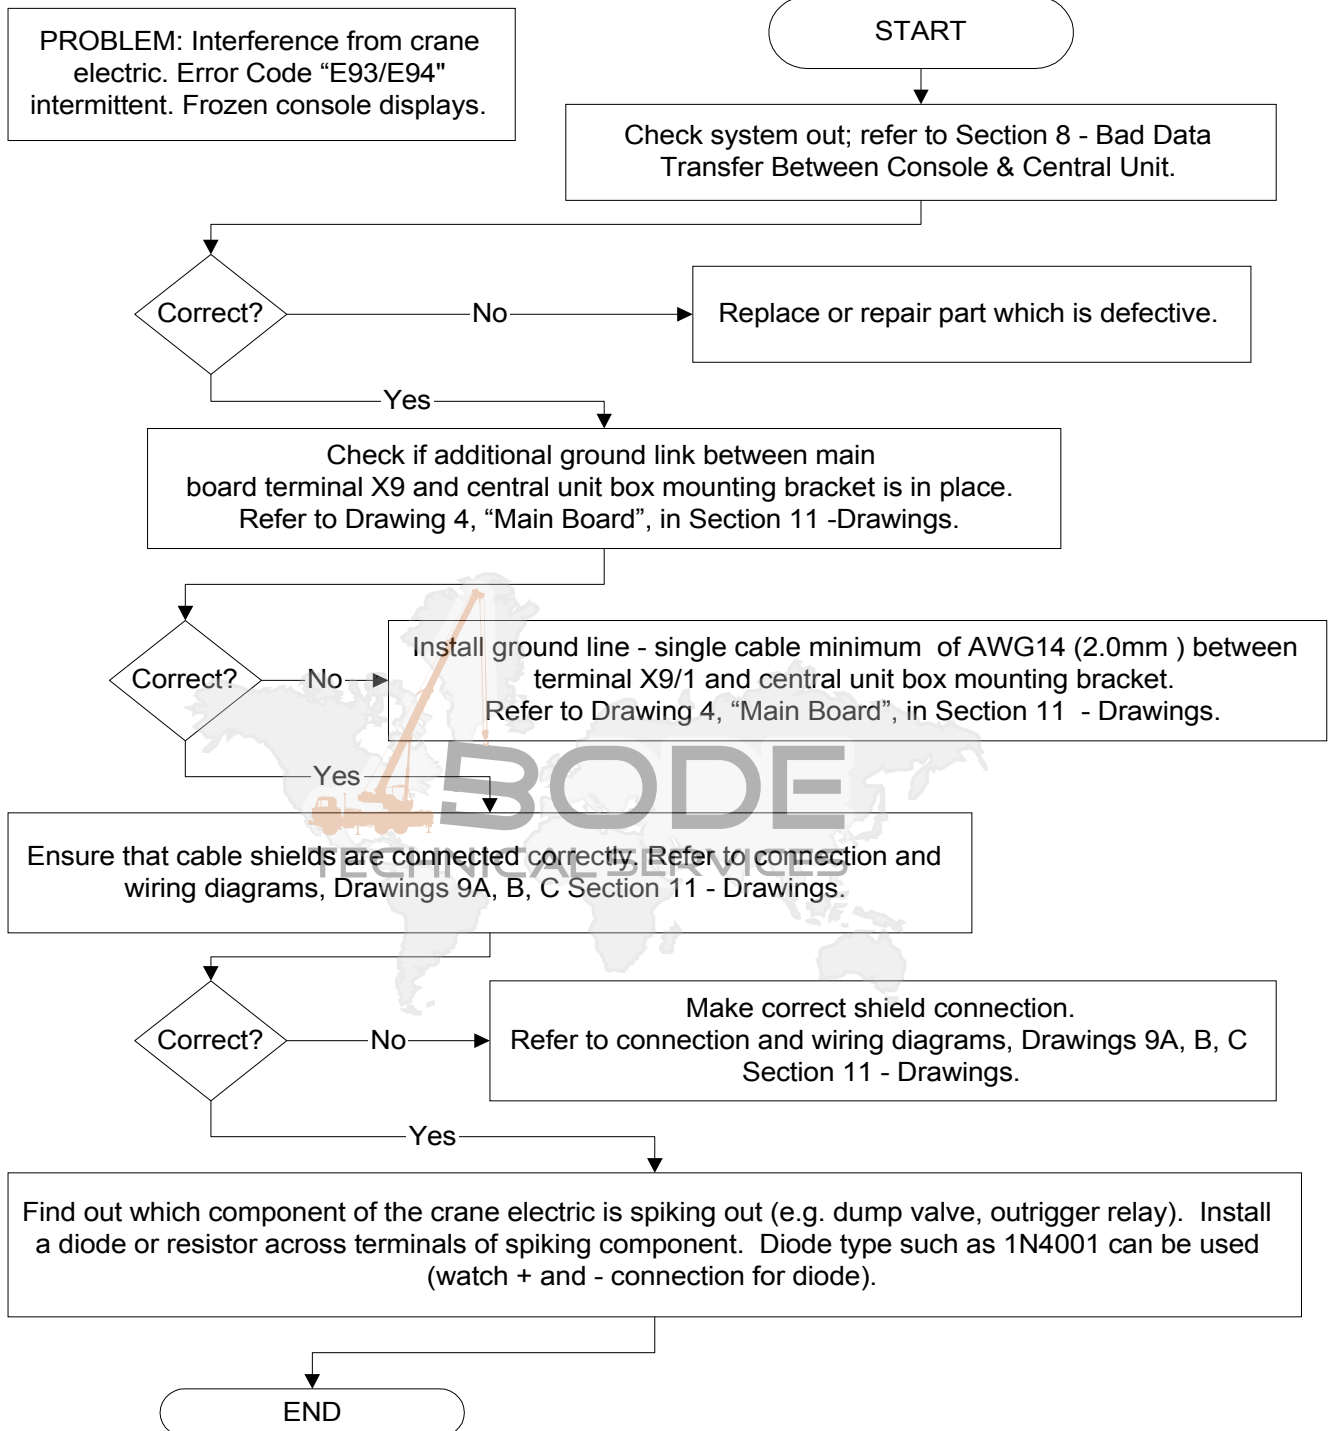 PROBLEM: Interference from crane
electric. Error Code “E93/E94"
intermittent. Frozen console displays.
START
Check system out; refer to Section 8 - Bad Data
Transfer Between Console & Central Unit.
Correct?
No
Replace or repair part which is defective.
Yes
Check if additional ground link between main
board terminal X9 and central unit box mounting bracket is in place.
Refer to Drawing 4, “Main Board”, in Section 11 -Drawings.
Correct?
No
Install ground line - single cable minimum of AWG14 (2.0mm ) between
terminal X9/1 and central unit box mounting bracket.
Refer to Drawing 4, “Main Board”, in Section 11 - Drawings.
Yes
BODE
TECHNICAL SERVICES
Ensure that cable shields are connected correctly. Refer to connection and
wiring diagrams, Drawings 9A, B, C Section 11 - Drawings.
Correct?
No
Make correct shield connection.
Refer to connection and wiring diagrams, Drawings 9A, B, C
Section 11 - Drawings.
Yes
Find out which component of the crane electric is spiking out (e.g. dump valve, outrigger relay). Install
a diode or resistor across terminals of spiking component. Diode type such as 1N4001 can be used
(watch + and - connection for diode).
END